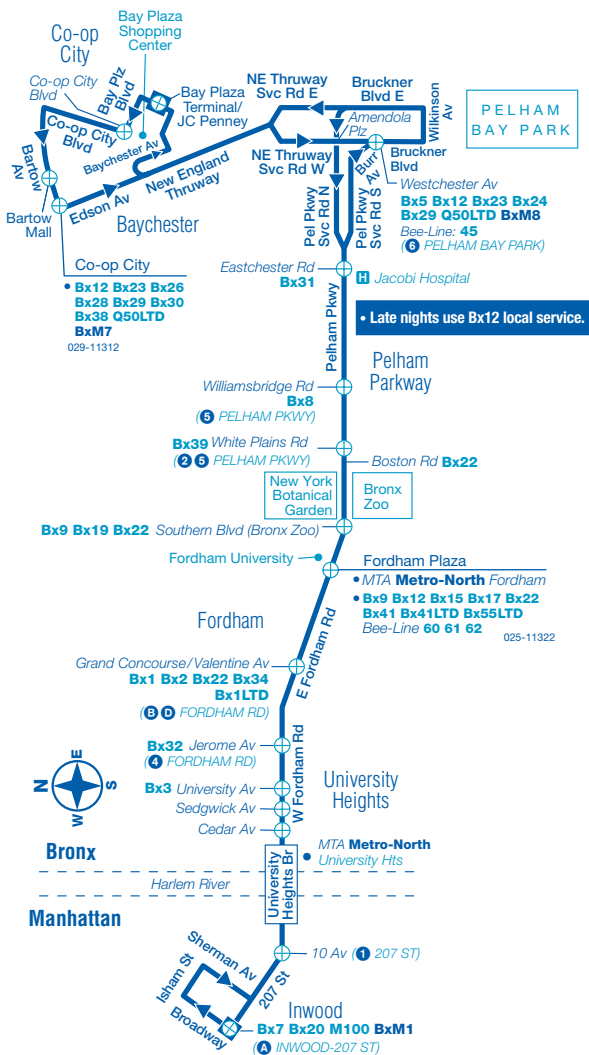 Bay Plaza
Shopping
Center
Co-op
City
Co-op City
Blvd
Bay Plz
Blvd
Bay Plaza
Terminal/
JC Penney
Co-op City
Blvd
Baychester Av
Bartow
Av
Bartow
Mall
Edson Av
New England
Thruway
Baychester
NE Thruway
Svc Rd E
Bruckner
Blvd E
Wilkinson
Av
PELHAM
BAY PARK
Amendola
Plz
NE Thruway
Svc Rd W
Burr
Av
Bruckner
Blvd
Pel Pkwy
Svc Rd N
Pel Pkwy
Svc Rd S
Westchester Av
Bx5 Bx12 Bx23 Bx24
Bx29 Q50LTD BxM8
Bee-Line: 45
(6 PELHAM BAY PARK)
Co-op City
• Bx12 Bx23 Bx26
Bx28 Bx29 Bx30
Bx38 Q50LTD
BxM7
029-11312
Eastchester Rd
Bx31
H Jacobi Hospital
• Late nights use Bx12 local service.
Pelham Pkwy
Pelham
Parkway
Williamsbridge Rd
Bx8
(5 PELHAM PKWY)
Bx39 White Plains Rd
(2 5 PELHAM PKWY)
Boston Rd Bx22
New York
Botanical
Garden
Bronx
Zoo
Bx9 Bx19 Bx22 Southern Blvd (Bronx Zoo)
Fordham University •
Fordham Plaza
• MTA Metro-North Fordham
• Bx9 Bx12 Bx15 Bx17 Bx22
Bx41 Bx41LTD Bx55LTD
Bee-Line 60 61 62
025-11322
Fordham
E Fordham Rd
Grand Concourse/Valentine Av
Bx1 Bx2 Bx22 Bx34
Bx1LTD
(B D FORDHAM RD)
Bx32 Jerome Av
(4 FORDHAM RD)
W Fordham Rd
Bx3 University Av
Sedgwick Av
Cedar Av
University
Heights
N
E
S
W
Bronx
• MTA Metro-North
University Hts
University
Heights Br
Harlem River
Manhattan
10 Av (1 207 ST)
Sherman Av
Isham St
207 St
Broadway
Inwood
Bx7 Bx20 M100 BxM1
(A INWOOD-207 ST)